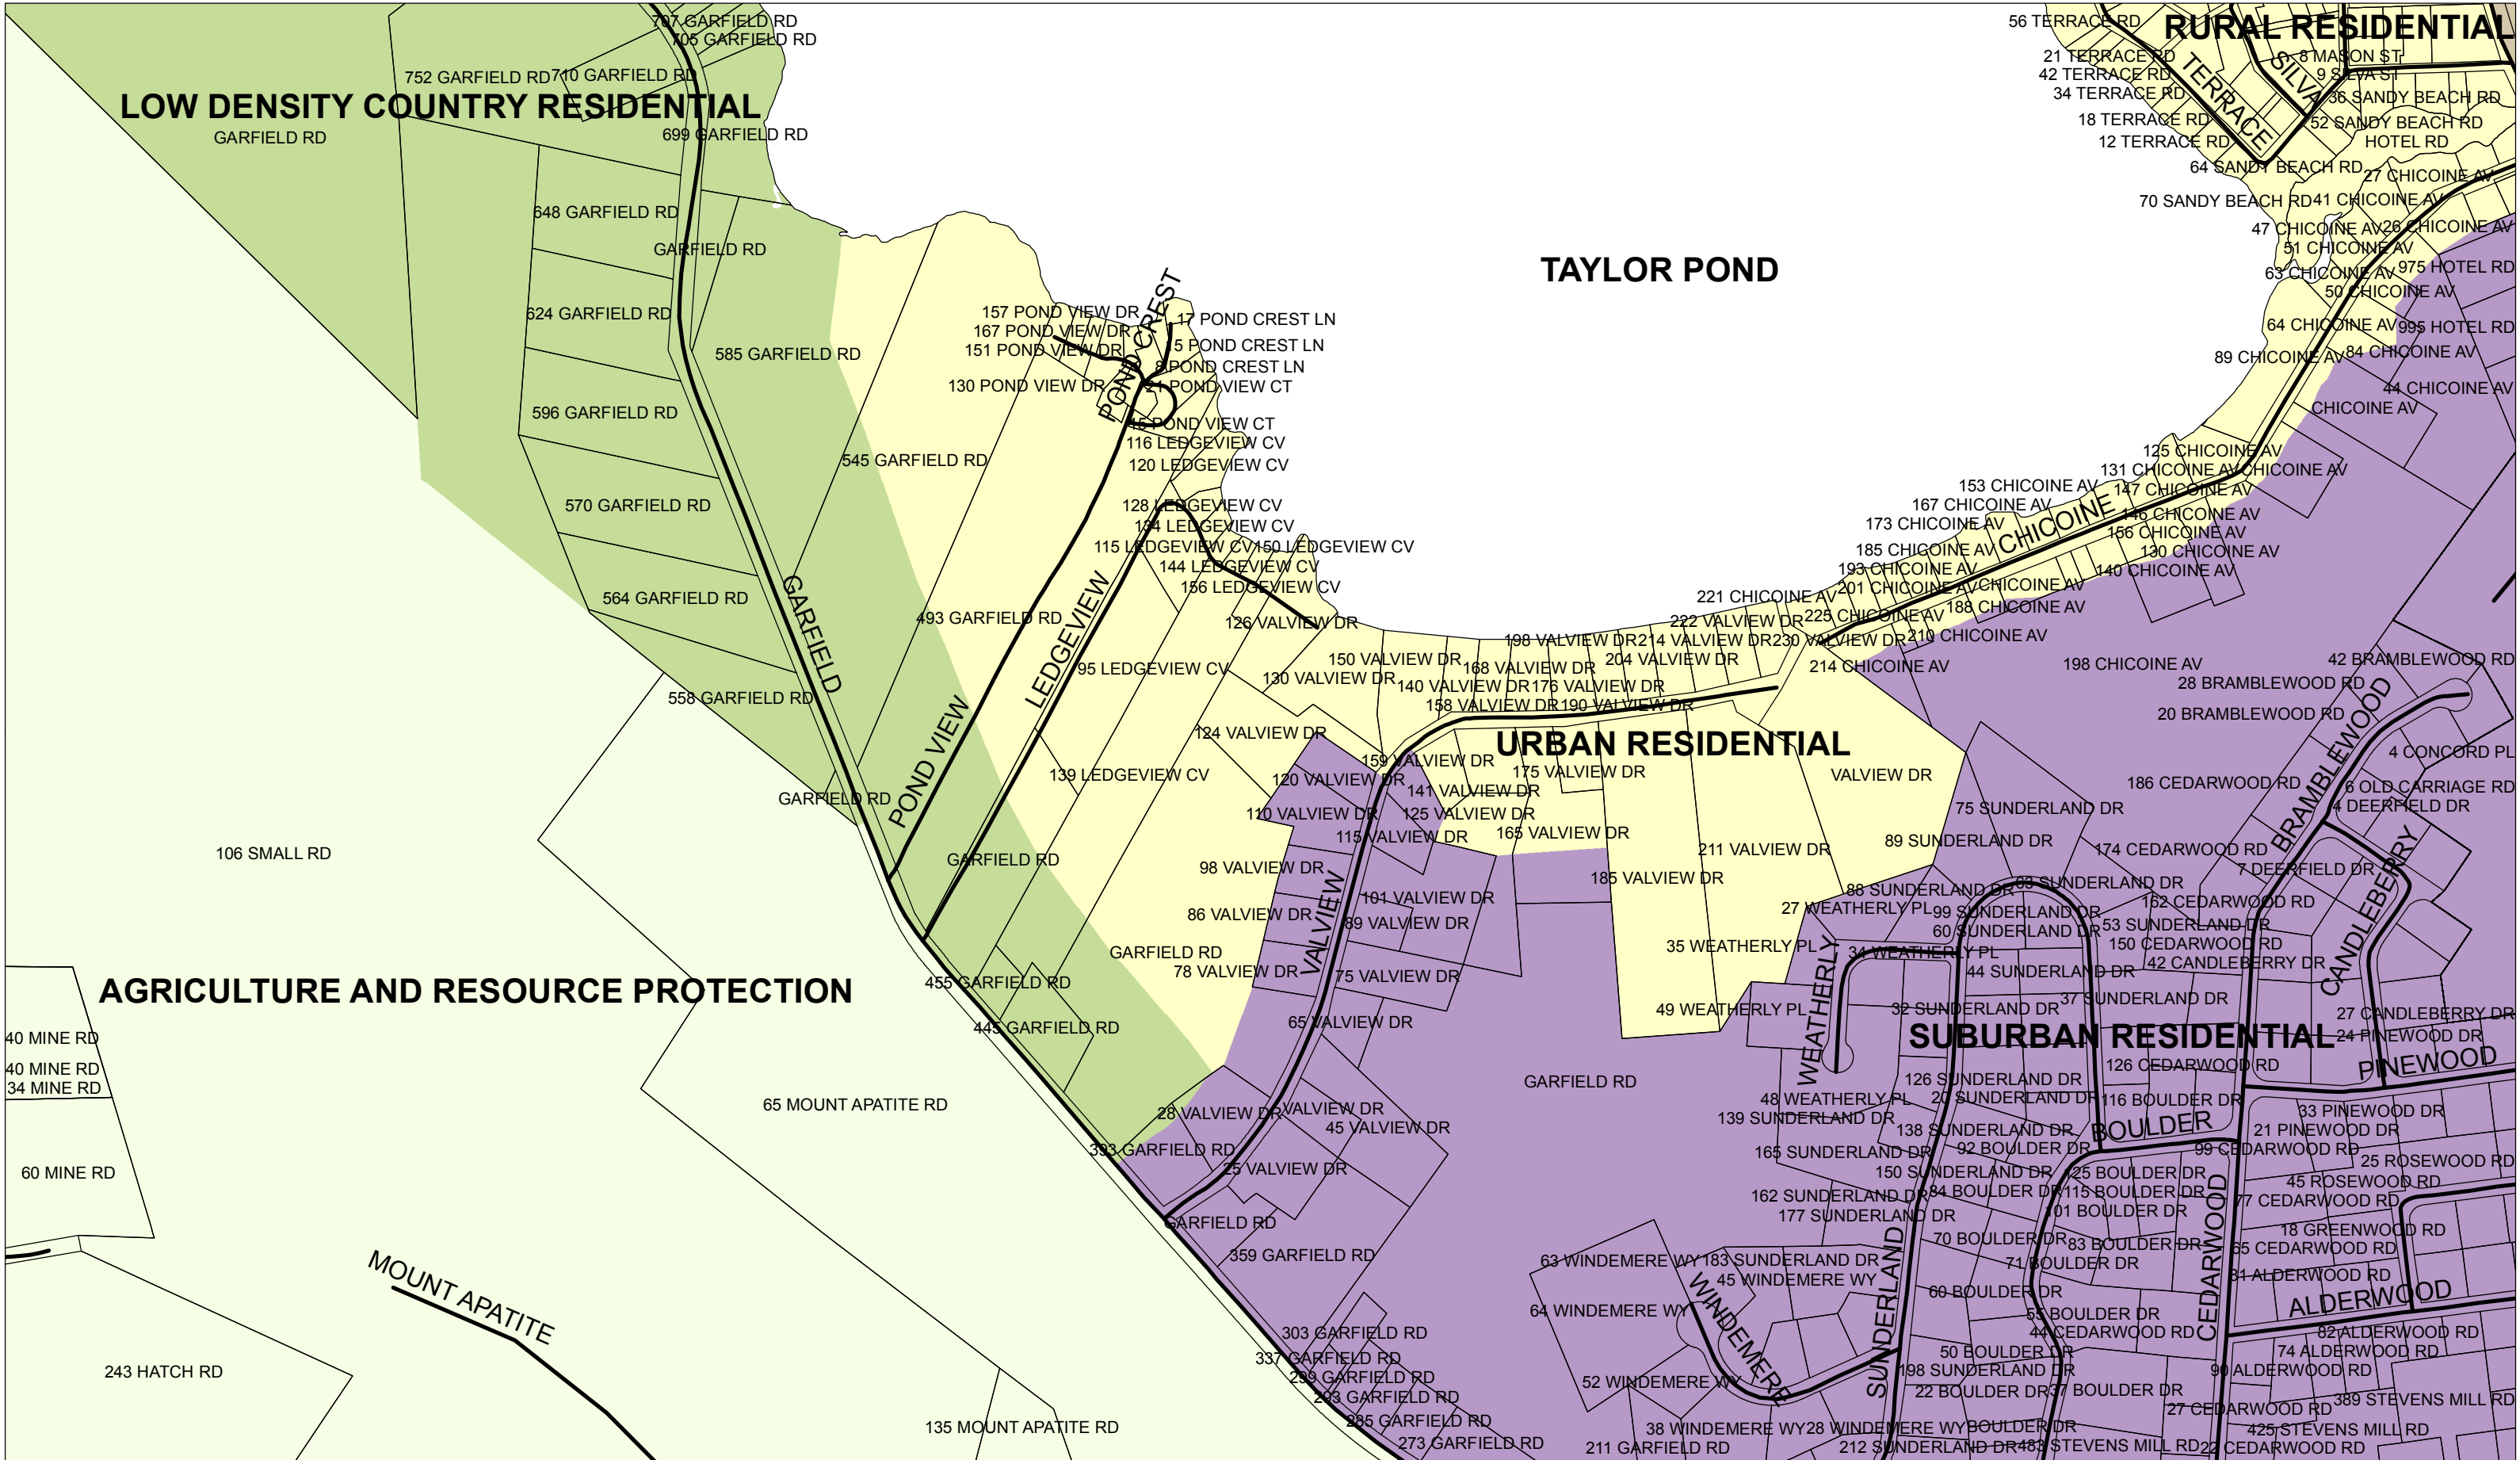 707 GARFIELD RD
705 GARFIELD RD
752 GARFIELD RD
710 GARFIELD RD
LOW DENSITY COUNTRY RESIDENTIAL
GARFIELD RD
699 GARFIELD RD
648 GARFIELD RD
GARFIELD RD
624 GARFIELD RD
585 GARFIELD RD
596 GARFIELD RD
545 GARFIELD RD
570 GARFIELD RD
564 GARFIELD RD
GARFIELD
493 GARFIELD RD
558 GARFIELD RD
GARFIELD RD
POND VIEW
LEDGEVIEW
106 SMALL RD
GARFIELD RD
AGRICULTURE AND RESOURCE PROTECTION
455 GARFIELD RD
445 GARFIELD RD
40 MINE RD
40 MINE RD
34 MINE RD
60 MINE RD
65 MOUNT APATITE RD
MOUNT APATITE
243 HATCH RD
135 MOUNT APATITE RD
TAYLOR POND
157 POND VIEW DR
167 POND VIEW DR
151 POND VIEW DR
130 POND VIEW DR
POND CREST
17 POND CREST LN
15 POND CREST LN
8 POND CREST LN
21 POND VIEW CT
15 POND VIEW CT
116 LEDGEVIEW CV
120 LEDGEVIEW CV
128 LEDGEVIEW CV
134 LEDGEVIEW CV
115 LEDGEVIEW CV
150 LEDGEVIEW CV
144 LEDGEVIEW CV
156 LEDGEVIEW CV
126 VALVIEW DR
95 LEDGEVIEW CV
150 VALVIEW DR
130 VALVIEW DR
139 LEDGEVIEW CV
124 VALVIEW DR
198 VALVIEW DR
214 VALVIEW DR
222 VALVIEW DR
230 VALVIEW DR
168 VALVIEW DR
204 VALVIEW DR
140 VALVIEW DR
176 VALVIEW DR
158 VALVIEW DR
190 VALVIEW DR
URBAN RESIDENTIAL
159 VALVIEW DR
120 VALVIEW DR
175 VALVIEW DR
141 VALVIEW DR
110 VALVIEW DR
125 VALVIEW DR
115 VALVIEW DR
165 VALVIEW DR
VALVIEW DR
211 VALVIEW DR
98 VALVIEW DR
185 VALVIEW DR
101 VALVIEW DR
86 VALVIEW DR
89 VALVIEW DR
VALVIEW
GARFIELD RD
78 VALVIEW DR
75 VALVIEW DR
65 VALVIEW DR
28 VALVIEW DR
VALVIEW DR
45 VALVIEW DR
393 GARFIELD RD
25 VALVIEW DR
GARFIELD RD
359 GARFIELD RD
303 GARFIELD RD
337 GARFIELD RD
299 GARFIELD RD
293 GARFIELD RD
285 GARFIELD RD
273 GARFIELD RD
211 GARFIELD RD
GARFIELD RD
56 TERRACE RD
RURAL RESIDENTIAL
21 TERRACE RD
42 TERRACE RD
34 TERRACE RD
18 TERRACE RD
12 TERRACE RD
TERRACE
SILVA
8 MASON ST
9 SILVA ST
36 SANDY BEACH RD
52 SANDY BEACH RD
HOTEL RD
64 SANDY BEACH RD
27 CHICOINE AV
70 SANDY BEACH RD
41 CHICOINE AV
47 CHICOINE AV
26 CHICOINE AV
51 CHICOINE AV
63 CHICOINE AV
975 HOTEL RD
50 CHICOINE AV
64 CHICOINE AV
995 HOTEL RD
89 CHICOINE AV
84 CHICOINE AV
44 CHICOINE AV
CHICOINE AV
125 CHICOINE AV
131 CHICOINE AV
CHICOINE AV
153 CHICOINE AV
147 CHICOINE AV
167 CHICOINE AV
173 CHICOINE AV
CHICOINE
146 CHICOINE AV
156 CHICOINE AV
185 CHICOINE AV
130 CHICOINE AV
193 CHICOINE AV
140 CHICOINE AV
201 CHICOINE AV
CHICOINE AV
221 CHICOINE AV
188 CHICOINE AV
225 CHICOINE AV
210 CHICOINE AV
214 CHICOINE AV
198 CHICOINE AV
42 BRAMBLEWOOD RD
28 BRAMBLEWOOD RD
20 BRAMBLEWOOD RD
BRAMBLEWOOD
4 CONCORD PL
186 CEDARWOOD RD
6 OLD CARRIAGE RD
4 DEERFIELD DR
75 SUNDERLAND DR
89 SUNDERLAND DR
174 CEDARWOOD RD
7 DEERFIELD DR
CANDLEBERRY
88 SUNDERLAND DR
63 SUNDERLAND DR
27 WEATHERLY PL
162 CEDARWOOD RD
99 SUNDERLAND DR
53 SUNDERLAND DR
60 SUNDERLAND DR
150 CEDARWOOD RD
35 WEATHERLY PL
34 WEATHERLY PL
42 CANDLEBERRY DR
44 SUNDERLAND DR
37 SUNDERLAND DR
49 WEATHERLY PL
32 SUNDERLAND DR
27 CANDLEBERRY DR
WEATHERLY
SUBURBAN RESIDENTIAL
24 PINEWOOD DR
PINEWOOD
126 CEDARWOOD RD
126 SUNDERLAND DR
48 WEATHERLY PL
20 SUNDERLAND DR
116 BOULDER DR
33 PINEWOOD DR
139 SUNDERLAND DR
138 SUNDERLAND DR
BOULDER
21 PINEWOOD DR
165 SUNDERLAND DR
92 BOULDER DR
99 CEDARWOOD RD
25 ROSEWOOD RD
150 SUNDERLAND DR
125 BOULDER DR
45 ROSEWOOD RD
162 SUNDERLAND DR
84 BOULDER DR
115 BOULDER DR
77 CEDARWOOD RD
177 SUNDERLAND DR
101 BOULDER DR
18 GREENWOOD RD
70 BOULDER DR
83 BOULDER DR
65 CEDARWOOD RD
63 WINDEMERE WY
183 SUNDERLAND DR
71 BOULDER DR
45 WINDEMERE WY
81 ALDERWOOD RD
60 BOULDER DR
ALDERWOOD
64 WINDEMERE WY
55 BOULDER DR
CEDARWOOD
WINDEMERE
SUNDERLAND
44 CEDARWOOD RD
82 ALDERWOOD RD
50 BOULDER DR
74 ALDERWOOD RD
198 SUNDERLAND DR
90 ALDERWOOD RD
52 WINDEMERE WY
22 BOULDER DR
37 BOULDER DR
389 STEVENS MILL RD
27 CEDARWOOD RD
38 WINDEMERE WY
28 WINDEMERE WY
BOULDER DR
425 STEVENS MILL RD
212 SUNDERLAND DR
483 STEVENS MILL RD
22 CEDARWOOD RD